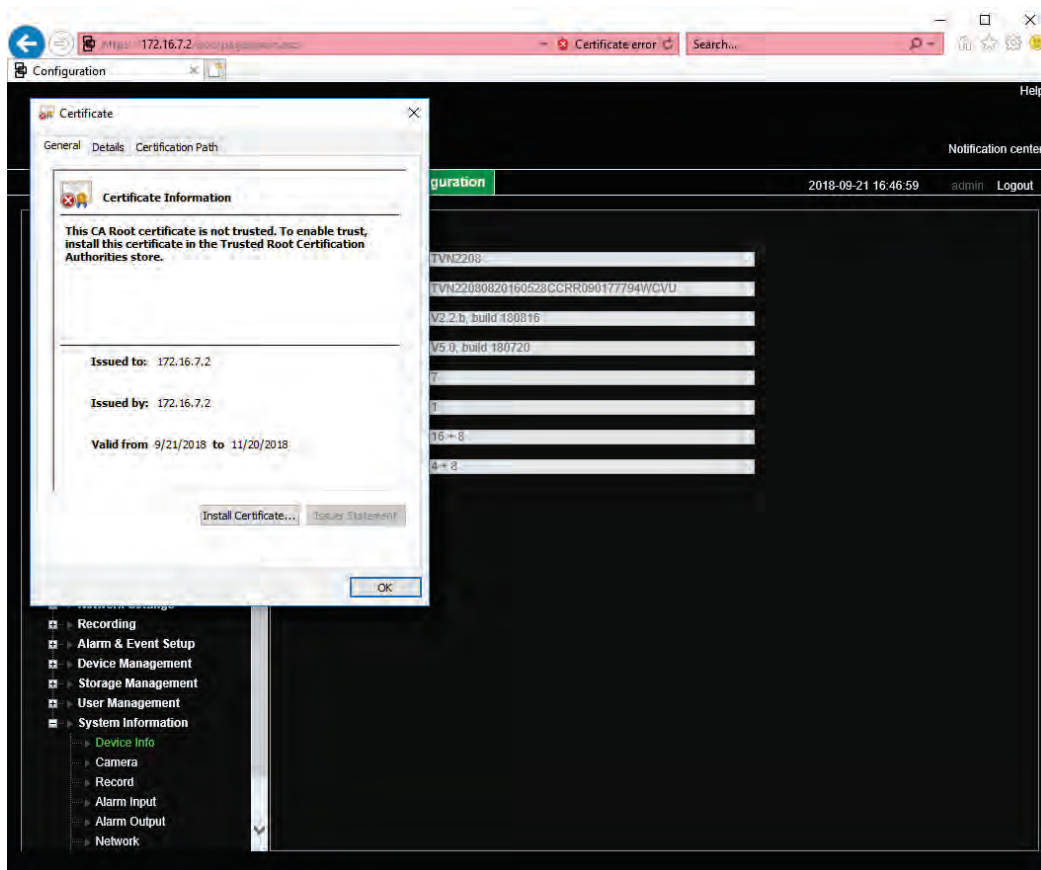 172.16.7.2
Certificate error
Search...
Configuration
Help
Certificate
General Details Certification Path
Notification cente
guration
2018-09-21 16:46:59 admin Logout
Certificate Information
This CA Root certificate is not trusted. To enable trust,
install this certificate in the Trusted Root Certification
Authorities store.
TVN2208
TVN22080820160528CCRR090177794WCVU
V2.2.b, build 180816
V5.0, build 180720
7
1
16 + 8
4 + 8
Issued to: 172.16.7.2
Issued by: 172.16.7.2
Valid from 9/21/2018 to 11/20/2018
Install Certificate... Issuer Statement
OK
Network Settings
Recording
Alarm & Event Setup
Device Management
Storage Management
User Management
System Information
Device Info
Camera
Record
Alarm Input
Alarm Output
Network